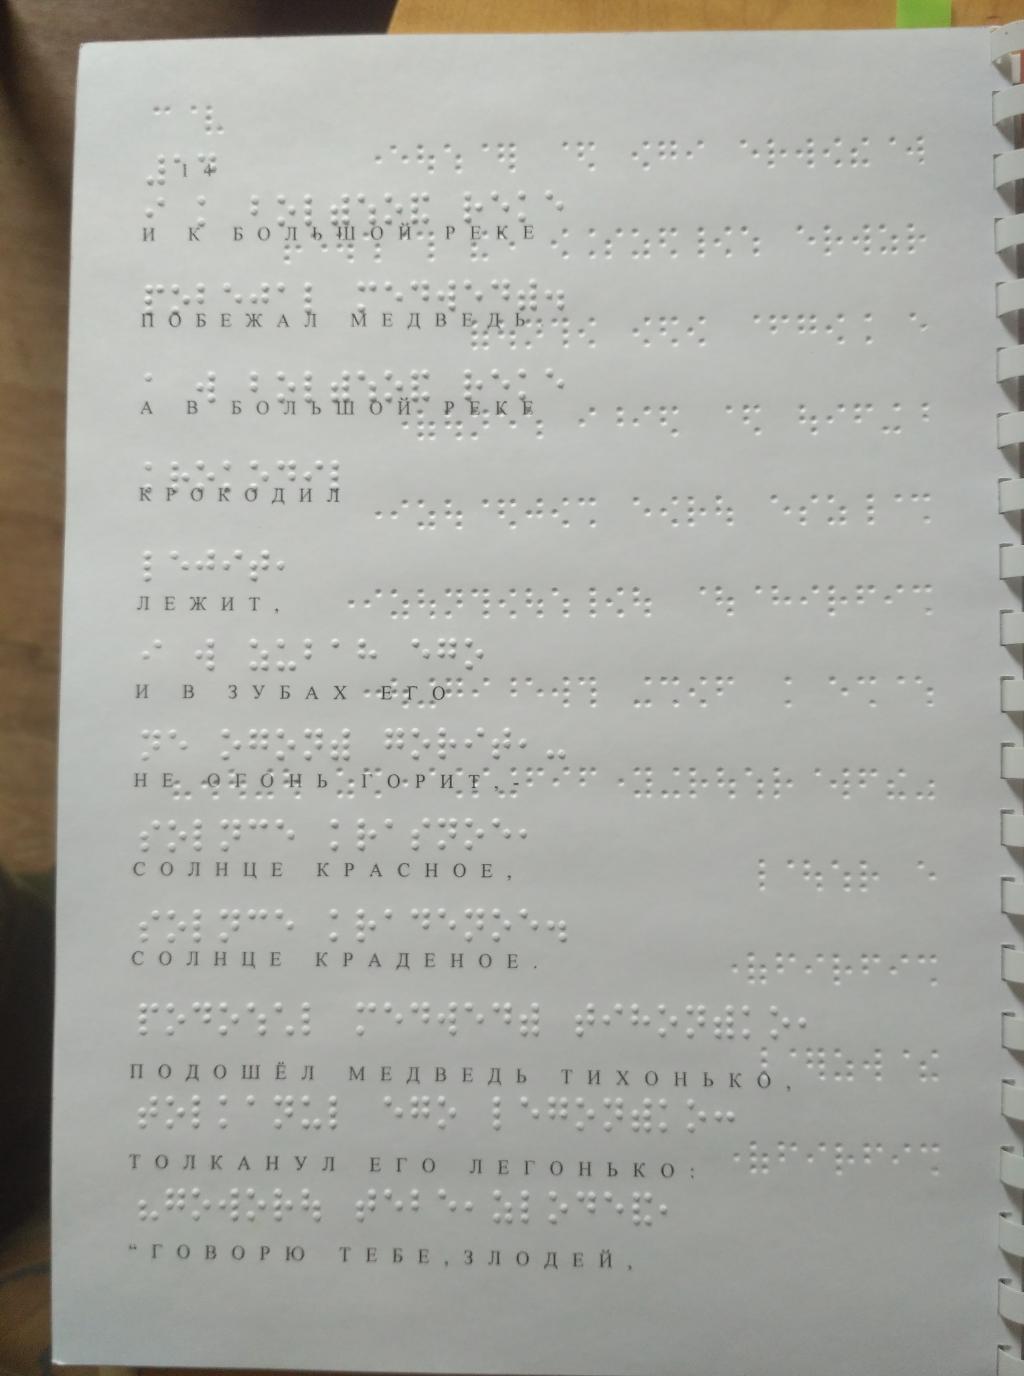 14
И К БОЛЬШОЙ РЕКЕ
ПОБЕЖАЛ МЕДВЕДЬ
А В БОЛЬШОЙ РЕКЕ
КРОКОДИЛ
ЛЕЖИТ,
И В ЗУБАХ ЕГО
НЕ ОГОНЬ ГОРИТ,-
СОЛНЦЕ КРАСНОЕ,
СОЛНЦЕ КРАДЕНОЕ.
ПОДОШЁЛ МЕДВЕДЬ ТИХОНЬКО,
ТОЛКАНУЛ ЕГО ЛЕГОНЬКО:
“ГОВОРЮ ТЕБЕ,ЗЛОДЕЙ,